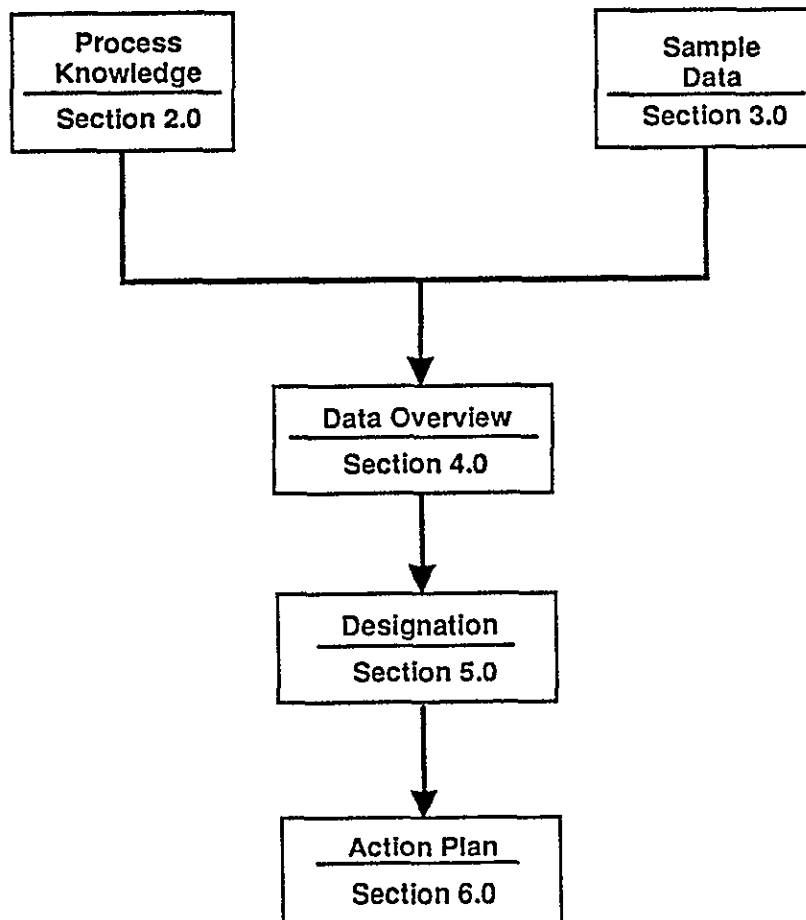 Process
Knowledge
Section 2.0
Sample
Data
Section 3.0
Data Overview
Section 4.0
Designation
Section 5.0
Action Plan
Section 6.0